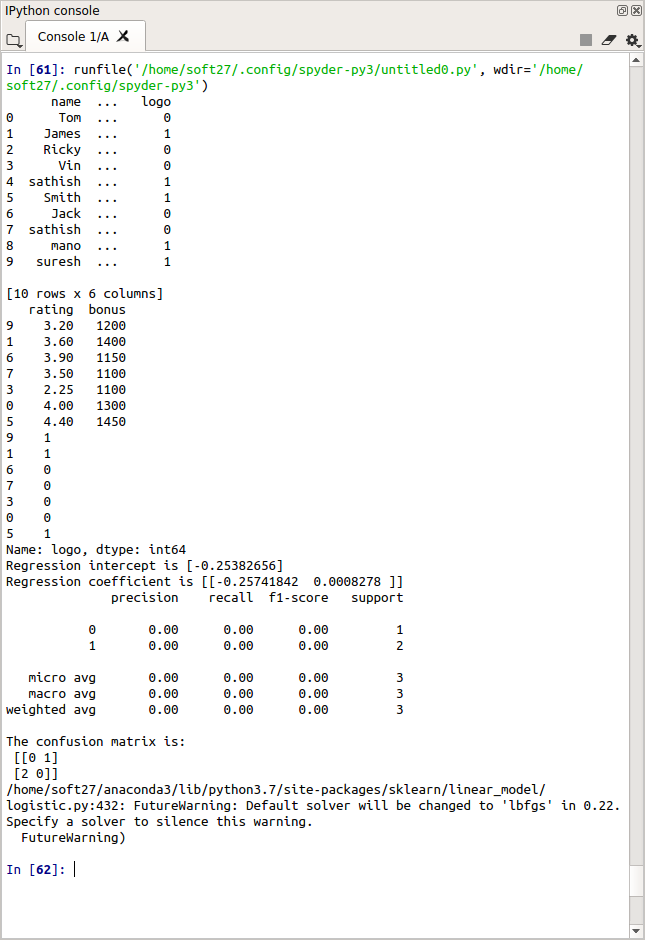 IPython console
Console 1/A
In [61]: runfile('/home/soft27/.config/spyder-py3/untitled0.py', wdir='/home/
soft27/.config/spyder-py3')
      name  ...   logo
0      Tom  ...      0
1    James  ...      1
2    Ricky  ...      0
3      Vin  ...      0
4  sathish  ...      1
5    Smith  ...      1
6     Jack  ...      0
7  sathish  ...      0
8     mano  ...      1
9   suresh  ...      1
[10 rows x 6 columns]
   rating  bonus
9    3.20   1200
1    3.60   1400
6    3.90   1150
7    3.50   1100
3    2.25   1100
0    4.00   1300
5    4.40   1450
9    1
1    1
6    0
7    0
3    0
0    0
5    1
Name: logo, dtype: int64
Regression intercept is [-0.25382656]
Regression coefficient is [[-0.25741842  0.0008278 ]]
              precision    recall  f1-score   support
           0       0.00      0.00      0.00         1
           1       0.00      0.00      0.00         2
   micro avg       0.00      0.00      0.00         3
   macro avg       0.00      0.00      0.00         3
weighted avg       0.00      0.00      0.00         3
The confusion matrix is:
 [[0 1]
 [2 0]]
/home/soft27/anaconda3/lib/python3.7/site-packages/sklearn/linear_model/
logistic.py:432: FutureWarning: Default solver will be changed to 'lbfgs' in 0.22.
Specify a solver to silence this warning.
  FutureWarning)
In [62]: